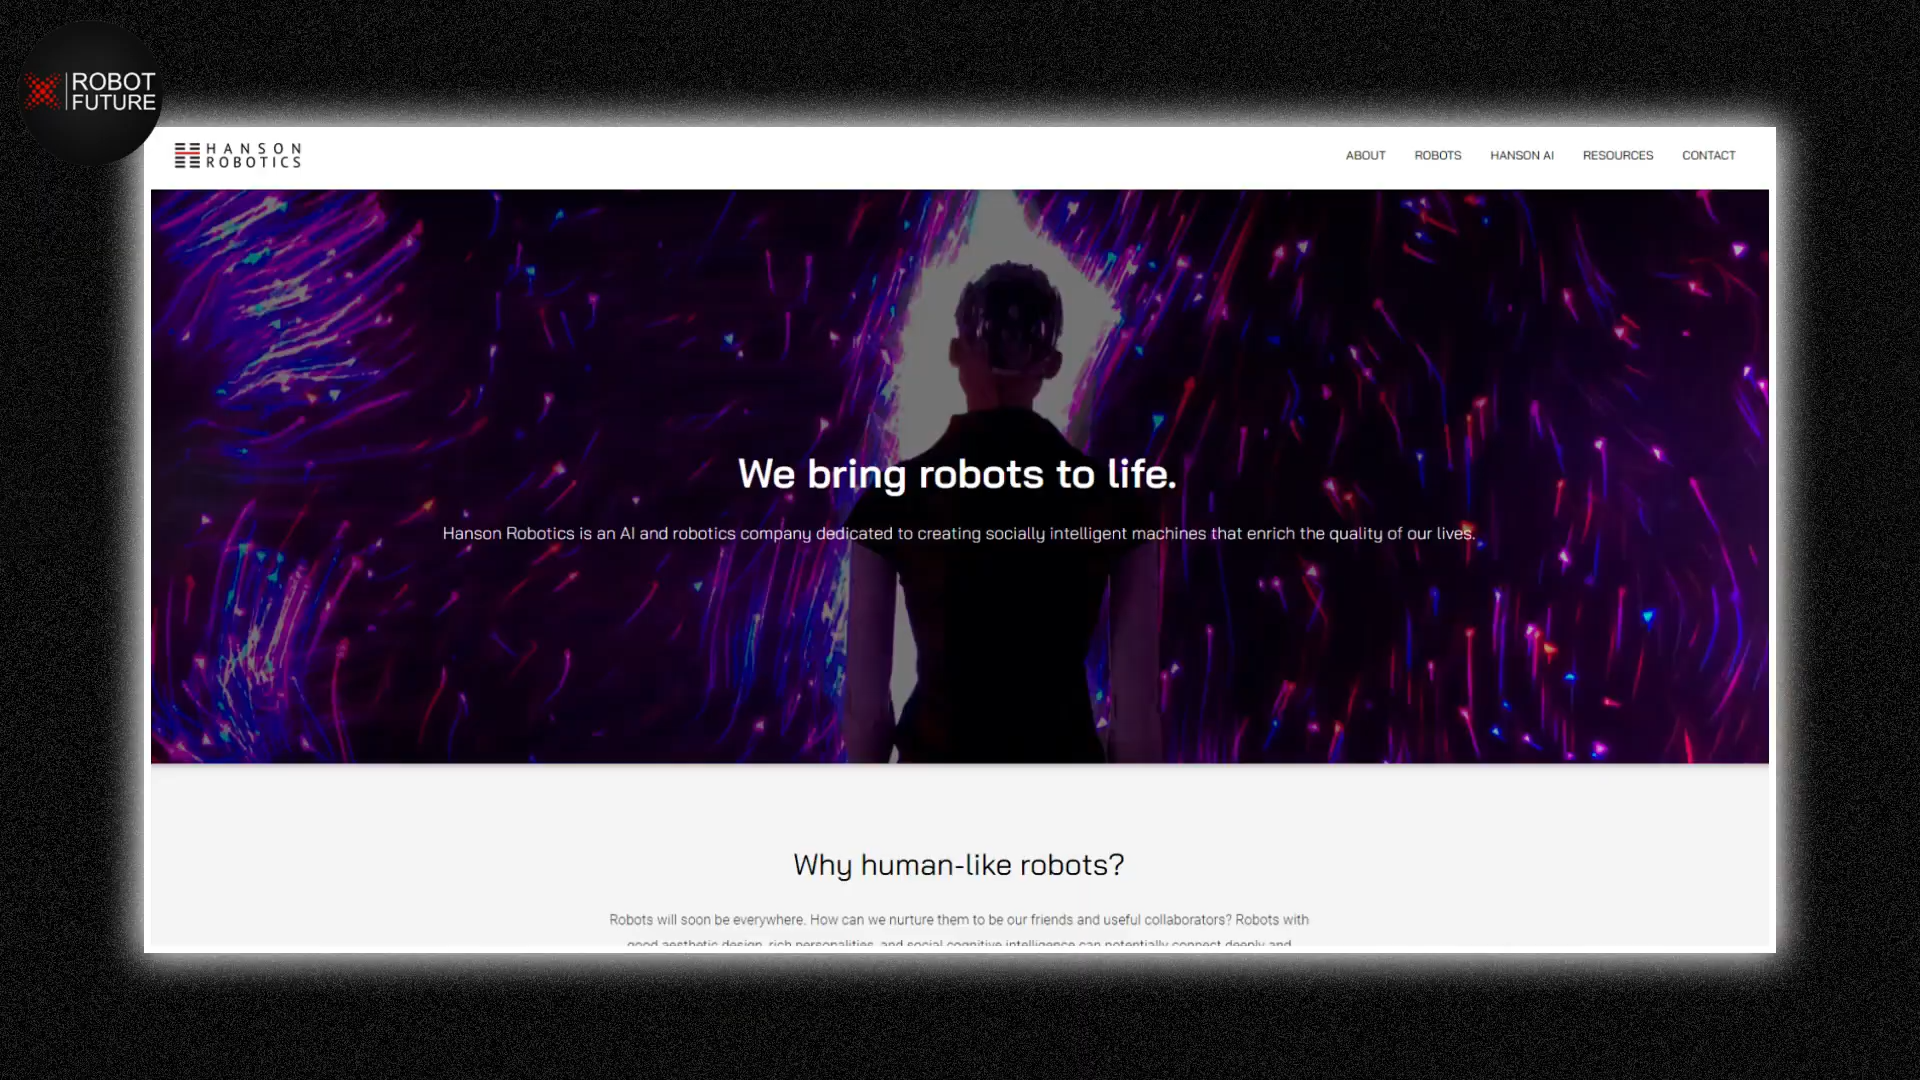 ROBOT
FUTURE
HANSON
ROBOTICS
ABOUT ROBOTS HANSON AI RESOURCES CONTACT
We bring robots to life.
Hanson Robotics is an AI and robotics company dedicated to creating socially intelligent machines that enrich the quality of our lives.
Why human-like robots?
Robots will soon be everywhere. How can we nurture them to be our friends and useful collaborators? Robots with
good aesthetic design, rich personalities, and social cognitive intelligence can potentially connect deeply and